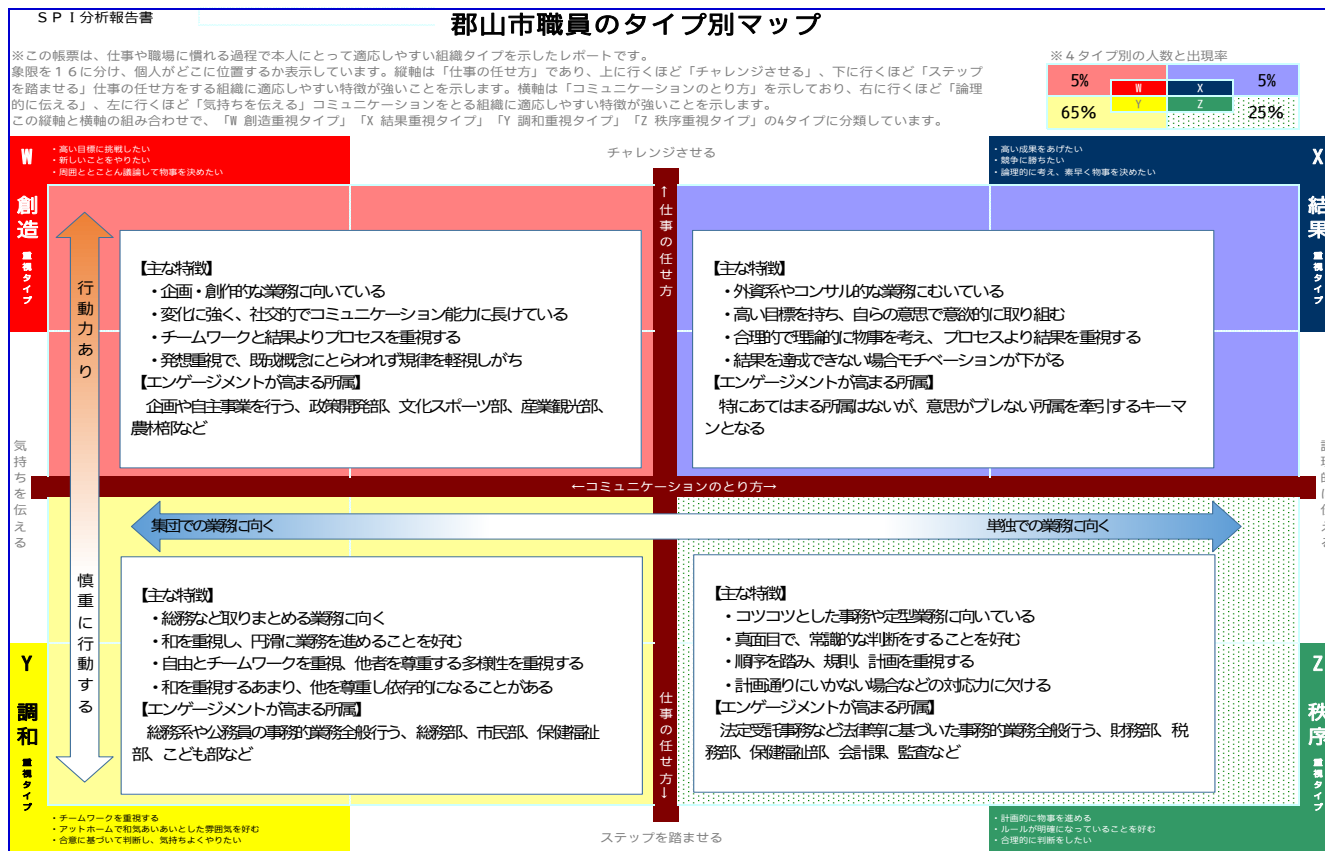 ＳＰＩ分析報告書
郡山市職員のタイプ別マップ
※この帳票は、仕事や職場に慣れる過程で本人にとって適応しやすい組織タイプを示したレポートです。
象限を１６に分け、個人がどこに位置するか表示しています。縦軸は「仕事の任せ方」であり、上に行くほど「チャレンジさせる」、下に行くほど「ステップ
を踏ませる」仕事の任せ方をする組織に適応しやすい特徴が強いことを示します。横軸は「コミュニケーションのとり方」を示しており、右に行くほど「論理
的に伝える」、左に行くほど「気持ちを伝える」コミュニケーションをとる組織に適応しやすい特徴が強いことを示します。
この縦軸と横軸の組み合わせで、「W 創造重視タイプ」「X 結果重視タイプ」「Y 調和重視タイプ」「Z 秩序重視タイプ」の4タイプに分類しています。
※４タイプ別の人数と出現率
5% W X 5%
65% Y Z 25%
W 創造 重視タイプ
・高い目標に挑戦したい
・新しいことをやりたい
・周囲ととことん議論して物事を決めたい
チャレンジさせる
・高い成果をあげたい
・競争に勝ちたい
・論理的に考え、素早く物事を決めたい
X 結果 重視タイプ
↑仕事の任せ方
行動力あり
【主な特徴】
・企画・創作的な業務に向いている
・変化に強く、社交的でコミュニケーション能力に長けている
・チームワークと結果よりプロセスを重視する
・発想重視で、既成概念にとらわれず規律を軽視しがち
【エンゲージメントが高まる所属】
企画や自主事業を行う、政策開発部、文化スポーツ部、産業観光部、
農林部など
【主な特徴】
・外資系やコンサル的な業務にむいている
・高い目標を持ち、自らの意思で意欲的に取り組む
・合理的で理論的に物事を考え、プロセスより結果を重視する
・結果を達成できない場合モチベーションが下がる
【エンゲージメントが高まる所属】
特にあてはまる所属はないが、意思がブレない所属を牽引するキーマ
ンとなる
気持ちを伝える
←コミュニケーションのとり方→
集団での業務に向く
単独での業務に向く
慎重に行動する
【主な特徴】
・総務など取りまとめる業務に向く
・和を重視し、円滑に業務を進めることを好む
・自由とチームワークを重視、他者を尊重する多様性を重視する
・和を重視するあまり、他を尊重し依存的になることがある
【エンゲージメントが高まる所属】
総務系や公務員の事務的業務全般行う、総務部、市民部、保健福祉
部、こども部など
【主な特徴】
・コツコツとした事務や定型業務に向いている
・真面目で、常識的な判断をすることを好む
・順序を踏み、規則、計画を重視する
・計画通りにいかない場合などの対応力に欠ける
【エンゲージメントが高まる所属】
法定受託事務など法律等に基づいた事務的業務全般行う、財務部、税
務部、保健福祉部、会計課、監査など
仕事の任せ方↓
Y 調和 重視タイプ
・チームワークを重視する
・アットホームで和気あいあいとした雰囲気を好む
・合意に基づいて判断し、気持ちよくやりたい
ステップを踏ませる
・計画的に物事を進める
・ルールが明確になっていることを好む
・合理的に判断をしたい
Z 秩序 重視タイプ